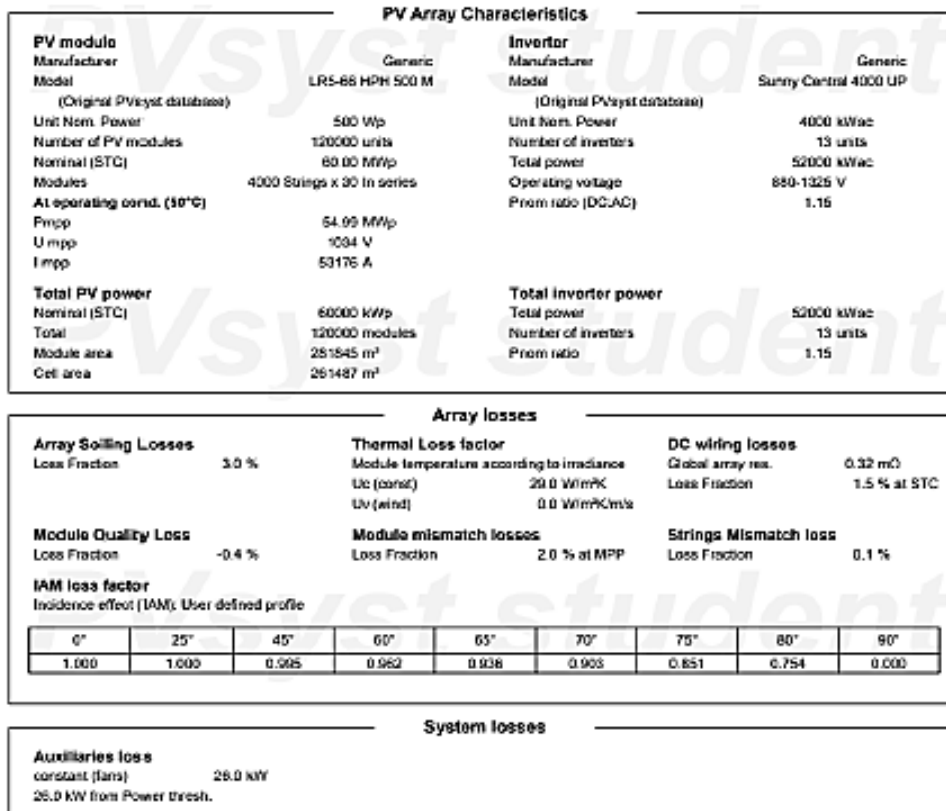 PVsyst student
PV Array Characteristics
PV module Inverter
Manufacturer Generic Manufacturer Generic
Model LR5-66 HPH 500 M Model Sunny Central 4000 UP
(Original PVsyst database) (Original PVsyst database)
Unit Nom. Power 500 Wp Unit Nom. Power 4000 kWac
Number of PV modules 120000 units Number of inverters 13 units
Nominal (STC) 60.00 MWp Total power 52000 kWac
Modules 4000 Strings x 30 In series Operating voltage 880-1325 V
At operating cond. (50°C) Pnom ratio (DC:AC) 1.15
Pmpp 54.99 MWp
U mpp 1034 V
I mpp 53176 A
PVsyst student
Total PV power Total inverter power
Nominal (STC) 60000 kWp Total power 52000 kWac
Total 120000 modules Number of inverters 13 units
Module area 281845 m² Pnom ratio 1.15
Cell area 261487 m²
Array losses
Array Soiling Losses Thermal Loss factor DC wiring losses
Loss Fraction 3.0 % Module temperature according to irradiance Global array res. 0.32 mΩ
Uc (const) 29.0 W/m²K Loss Fraction 1.5 % at STC
Uv (wind) 0.0 W/m²K/m/s
Module Quality Loss Module mismatch losses Strings Mismatch loss
Loss Fraction -0.4 % Loss Fraction 2.0 % at MPP Loss Fraction 0.1 %
PVsyst student
IAM loss factor
Incidence effect (IAM): User defined profile
0° 25° 45° 60° 65° 70° 75° 80° 90°
1.000 1.000 0.995 0.962 0.936 0.903 0.851 0.754 0.000
System losses
Auxiliaries loss
constant (fans) 26.0 kW
26.0 kW from Power thresh.